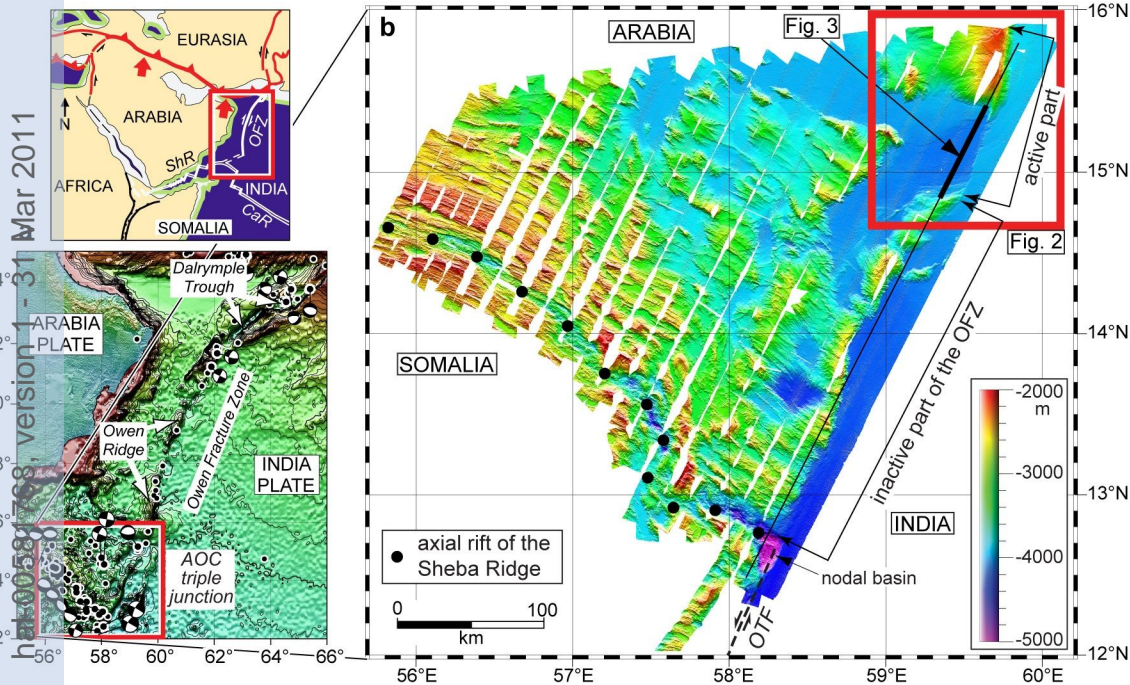 hal-00581798, version 1 - 31 Mar 2011
EURASIA
N
ARABIA
OFZ
ShR
AFRICA
INDIA
CaR
SOMALIA
Dalrymple
Trough
ARABIA
PLATE
Owen
Ridge
Owen Fracture Zone
INDIA
PLATE
AOC
triple
junction
56°
58°
60°
62°
64°
66°
b
ARABIA
Fig. 3
active part
Fig. 2
SOMALIA
inactive part of the OFZ
INDIA
axial rift of the
Sheba Ridge
nodal basin
OTF
0 100
km
-2000
m
-3000
-4000
-5000
16°N
15°N
14°N
13°N
12°N
56°E
57°E
58°E
59°E
60°E